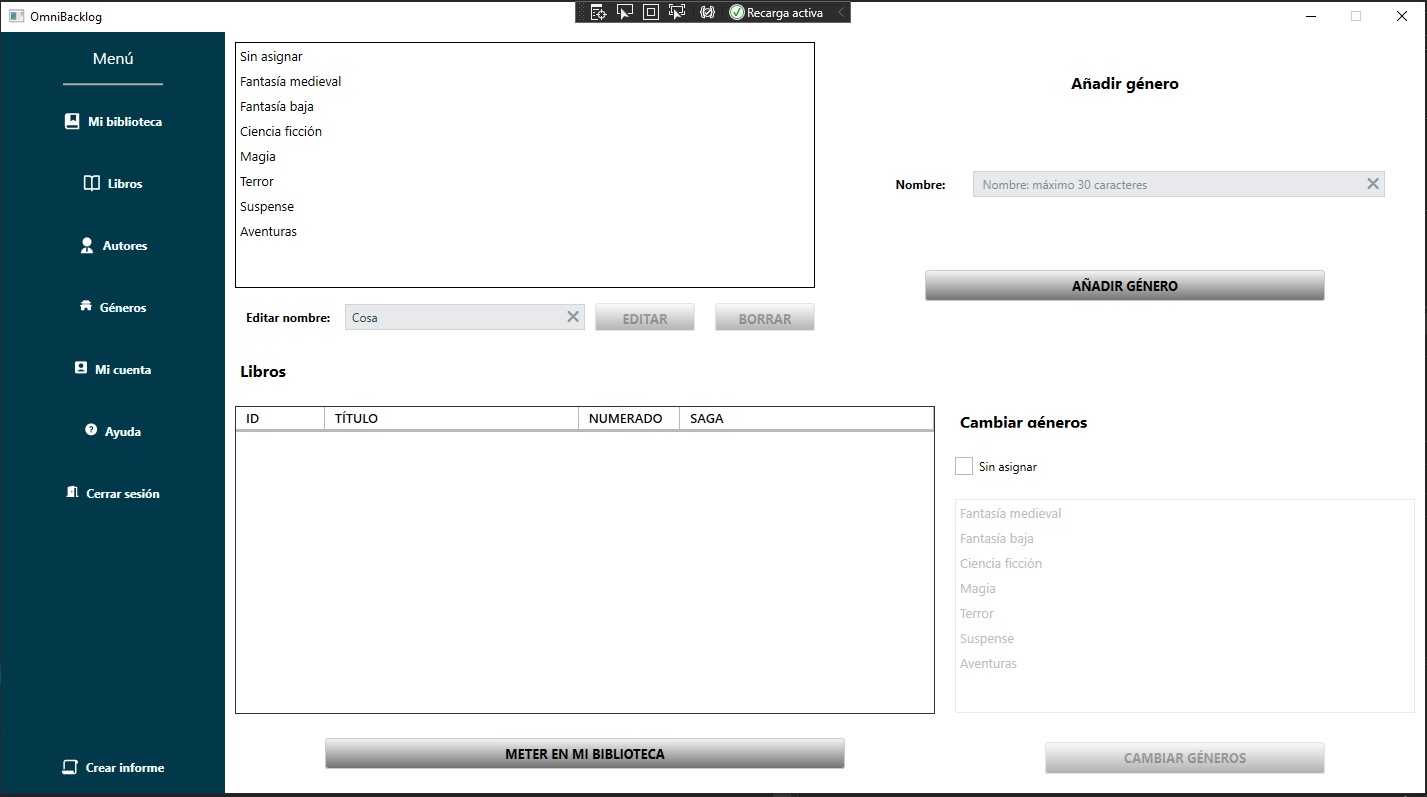 OmniBacklog
Recarga activa
Menú
Mi biblioteca
Libros
Autores
Géneros
Mi cuenta
Ayuda
Cerrar sesión
Crear informe
Sin asignar
Fantasía medieval
Fantasía baja
Ciencia ficción
Magia
Terror
Suspense
Aventuras
Editar nombre: Cosa EDITAR BORRAR
Añadir género
Nombre: Nombre: máximo 30 caracteres
AÑADIR GÉNERO
Libros
ID TÍTULO NUMERADO SAGA
METER EN MI BIBLIOTECA
Cambiar géneros
Sin asignar
Fantasía medieval
Fantasía baja
Ciencia ficción
Magia
Terror
Suspense
Aventuras
CAMBIAR GÉNEROS